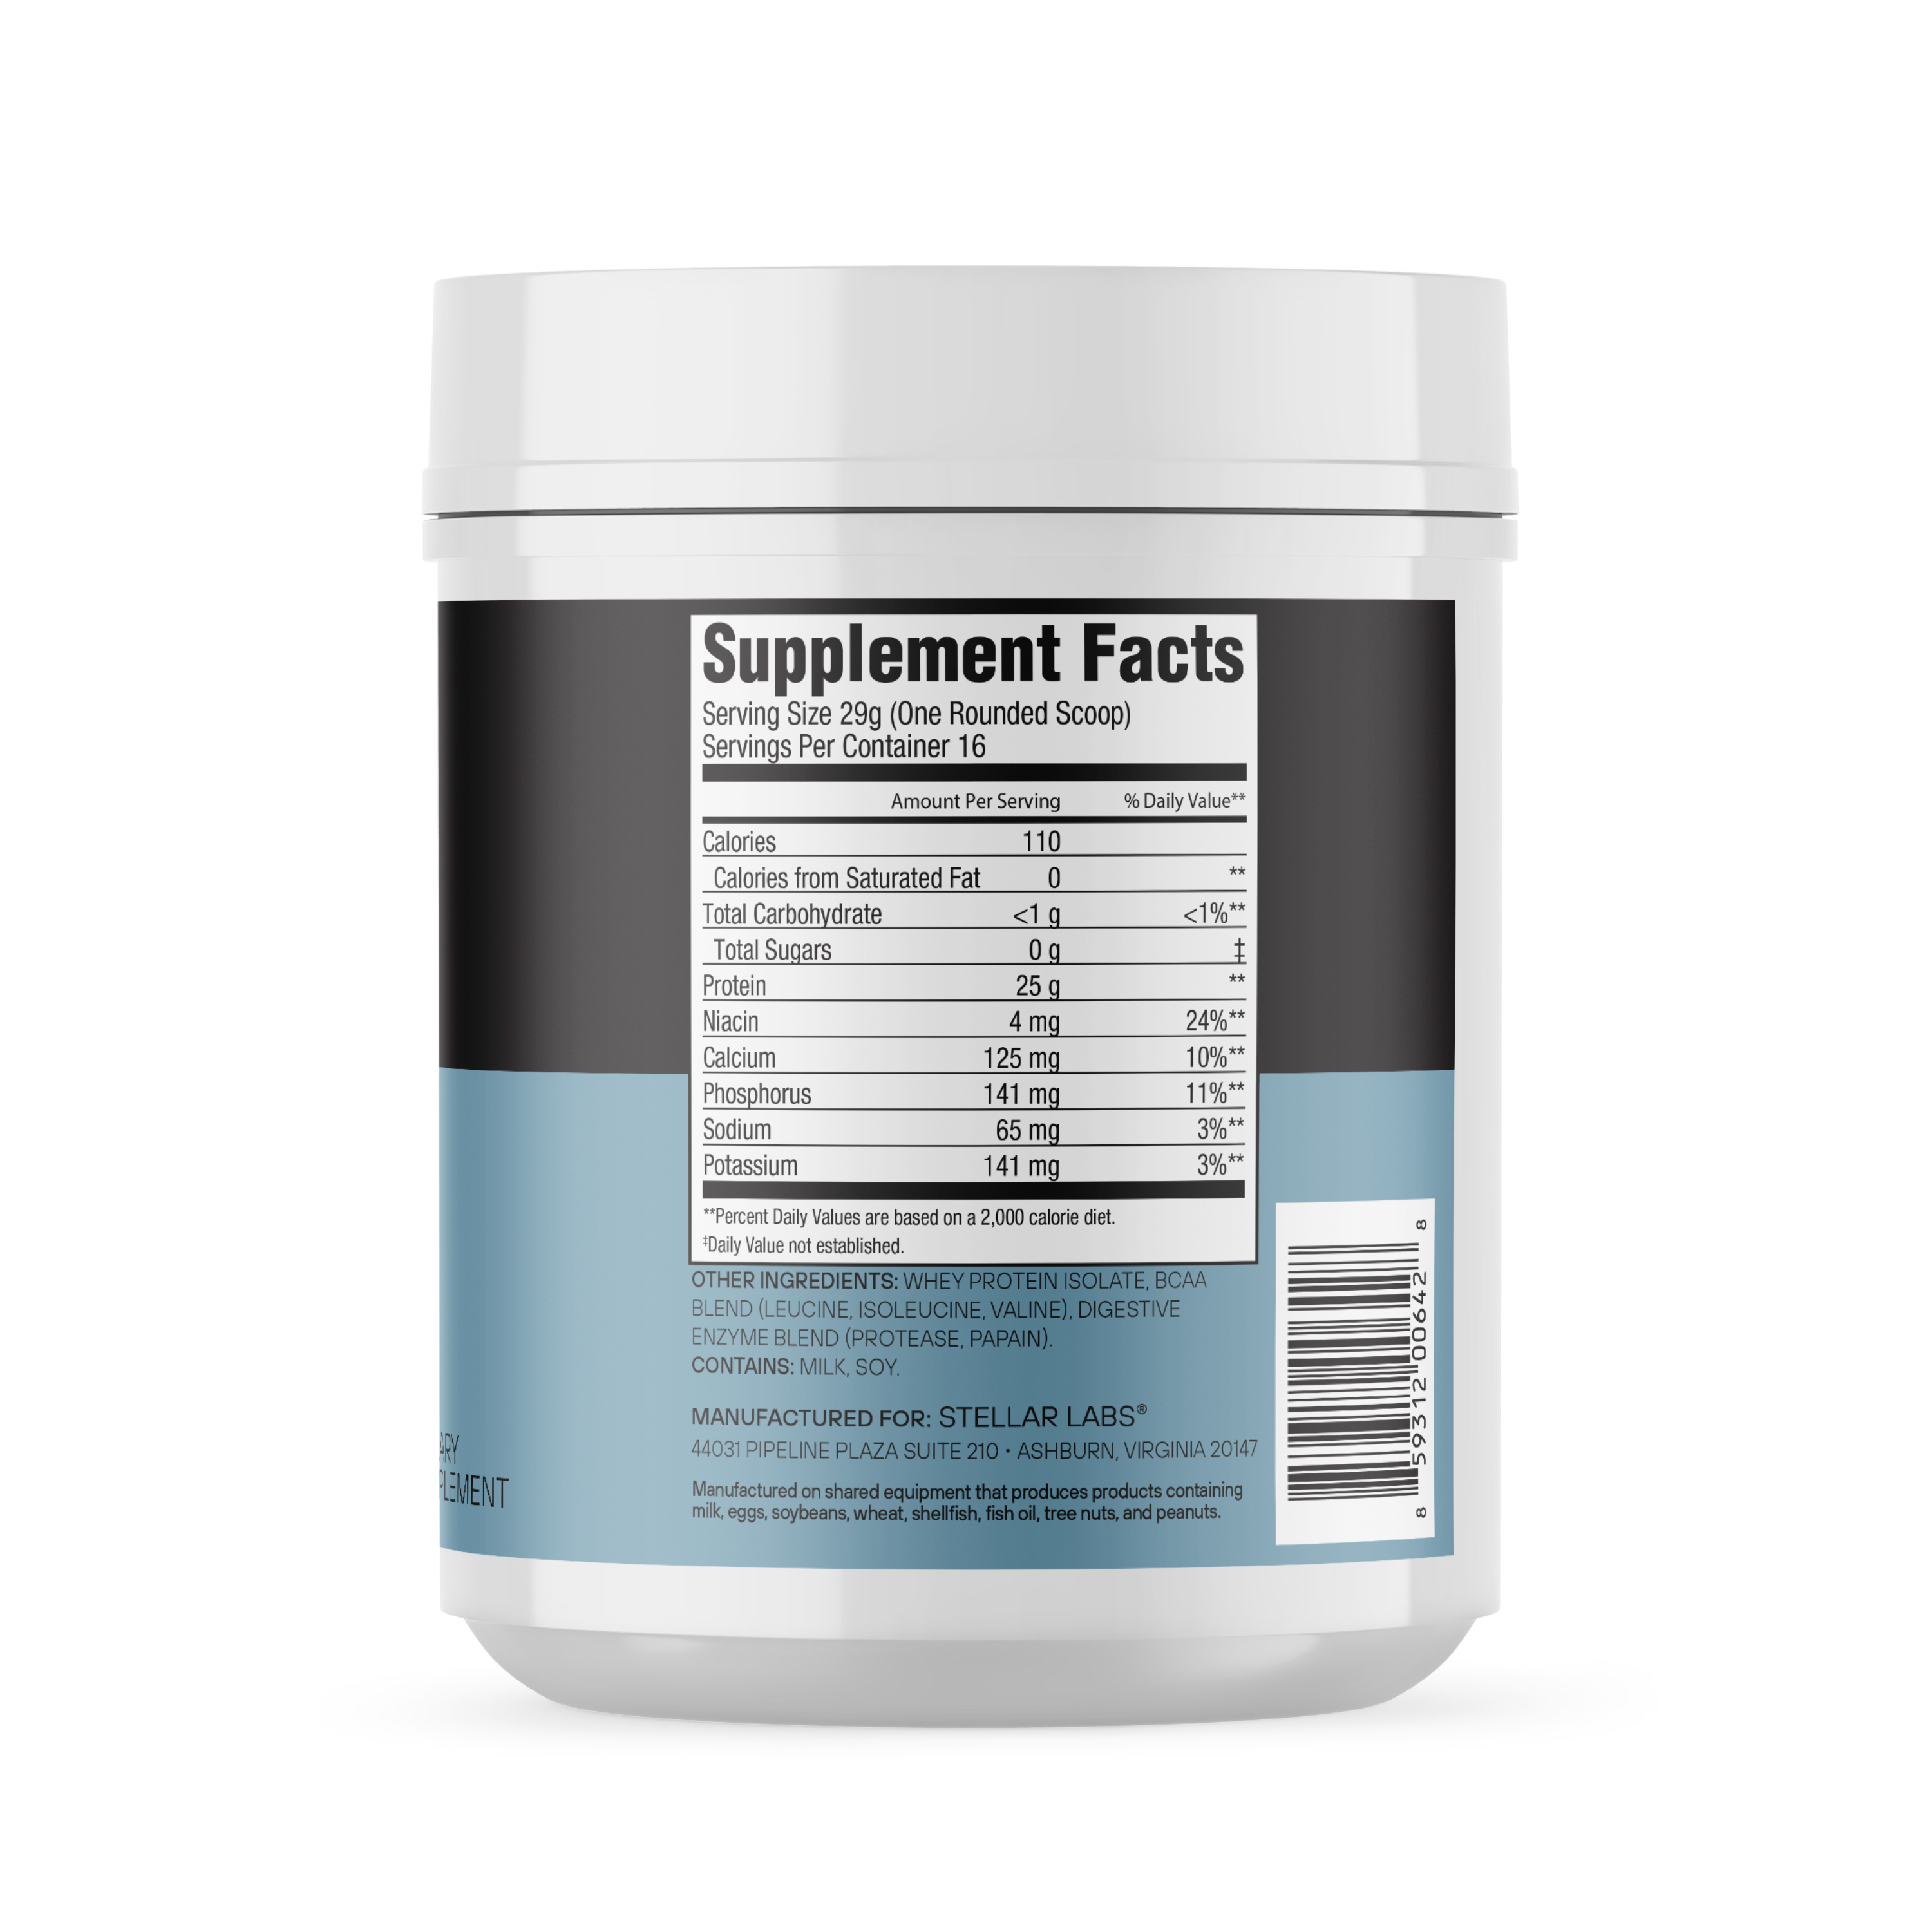 Supplement Facts
Serving Size 29g (One Rounded Scoop)
Servings Per Container 16
Amount Per Serving % Daily Value**
Calories 110
Calories from Saturated Fat 0 **
Total Carbohydrate <1 g <1%**
Total Sugars 0 g ‡
Protein 25 g **
Niacin 4 mg 24%**
Calcium 125 mg 10%**
Phosphorus 141 mg 11%**
Sodium 65 mg 3%**
Potassium 141 mg 3%**
**Percent Daily Values are based on a 2,000 calorie diet.
‡Daily Value not established.
OTHER INGREDIENTS: WHEY PROTEIN ISOLATE, BCAA
BLEND (LEUCINE, ISOLEUCINE, VALINE), DIGESTIVE
ENZYME BLEND (PROTEASE, PAPAIN).
CONTAINS: MILK, SOY.
MANUFACTURED FOR: STELLAR LABS®
44031 PIPELINE PLAZA SUITE 210 • ASHBURN, VIRGINIA 20147
Manufactured on shared equipment that produces products containing
milk, eggs, soybeans, wheat, shellfish, fish oil, tree nuts, and peanuts.
8 59312 00642 8